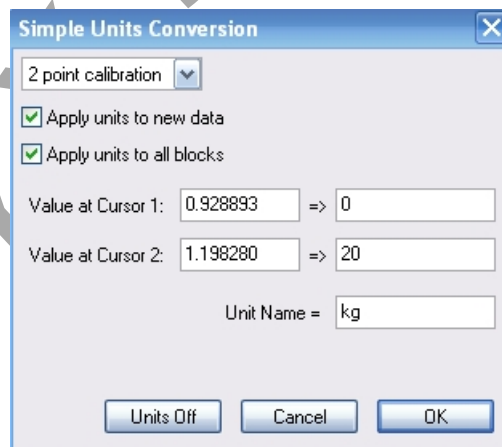 Simple Units Conversion
2 point calibration
Apply units to new data
Apply units to all blocks
Value at Cursor 1: 0.928893 => 0
Value at Cursor 2: 1.198280 => 20
Unit Name = kg
Units Off Cancel OK